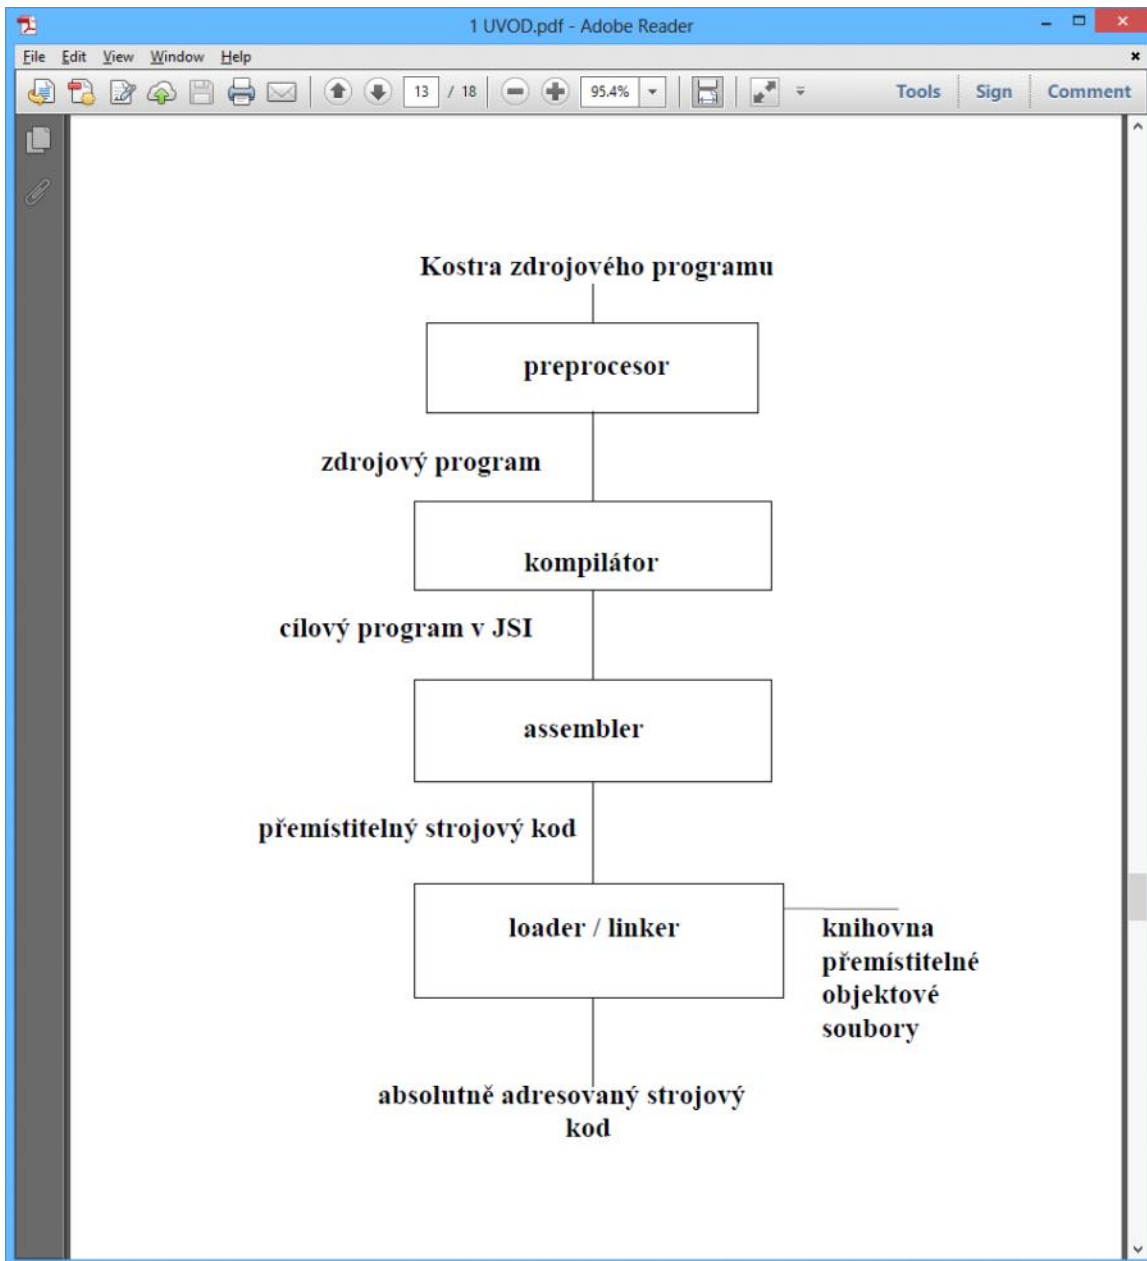 1 UVOD.pdf - Adobe Reader
File Edit View Window Help
13 / 18 95.4% Tools Sign Comment
Kostra zdrojového programu
preprocesor
zdrojový program
kompilátor
cílový program v JSI
assembler
přemístitelný strojový kod
loader / linker
knihovna
přemístitelné
objektové
soubory
absolutně adresovaný strojový
kod